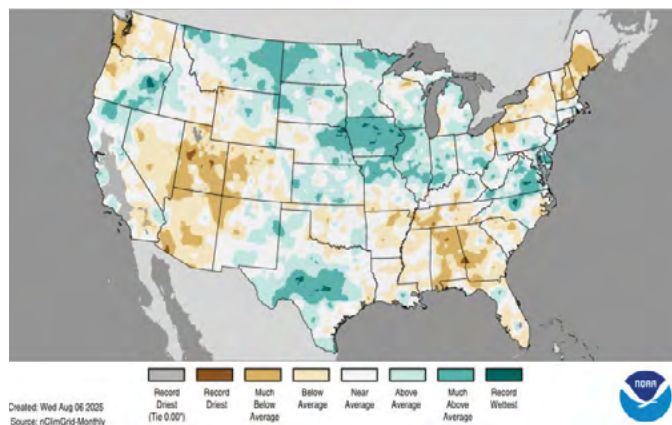 Record
Driest
(Tie 0.00")
Record
Driest
Much
Below
Average
Below
Average
Near
Average
Above
Average
Much
Above
Average
Record
Wettest
NOAA
Created: Wed Aug 06 2025
Source: nClimGrid-Monthly